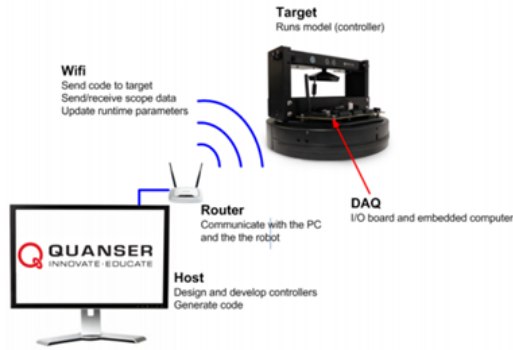 Target
Runs model (controller)
Wifi
Send code to target
Send/receive scope data
Update runtime parameters
DAQ
I/O board and embedded computer
Router
Communicate with the PC
and the the robot
QUANSER
INNOVATE·EDUCATE
Host
Design and develop controllers
Generate code